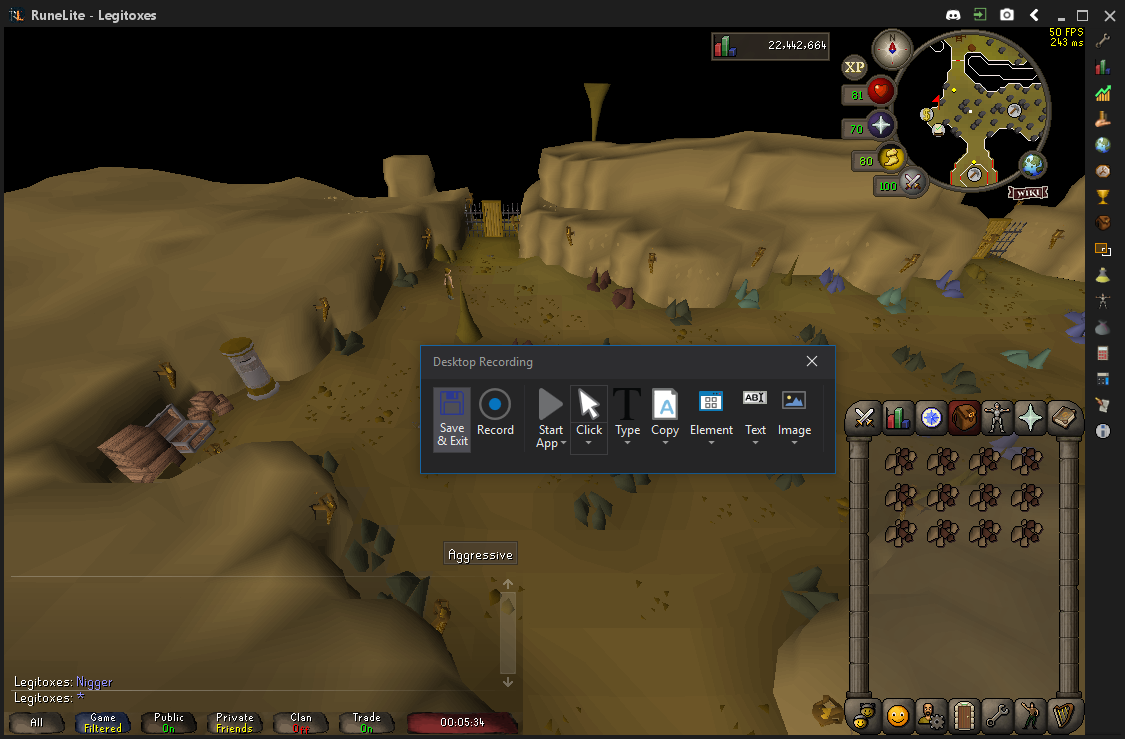 RuneLite - Legitoxes
50 FPS
243 ms
22,442,664
N
XP
81
70
80
100
WIKI
Desktop Recording
Save & Exit
Record
Start App
Click
Type
Copy
Element
Text
Image
Aggressive
Legitoxes: Nigger
Legitoxes: *
All
Game
Filtered
Public
On
Private
Friends
Clan
Off
Trade
On
00:05:34